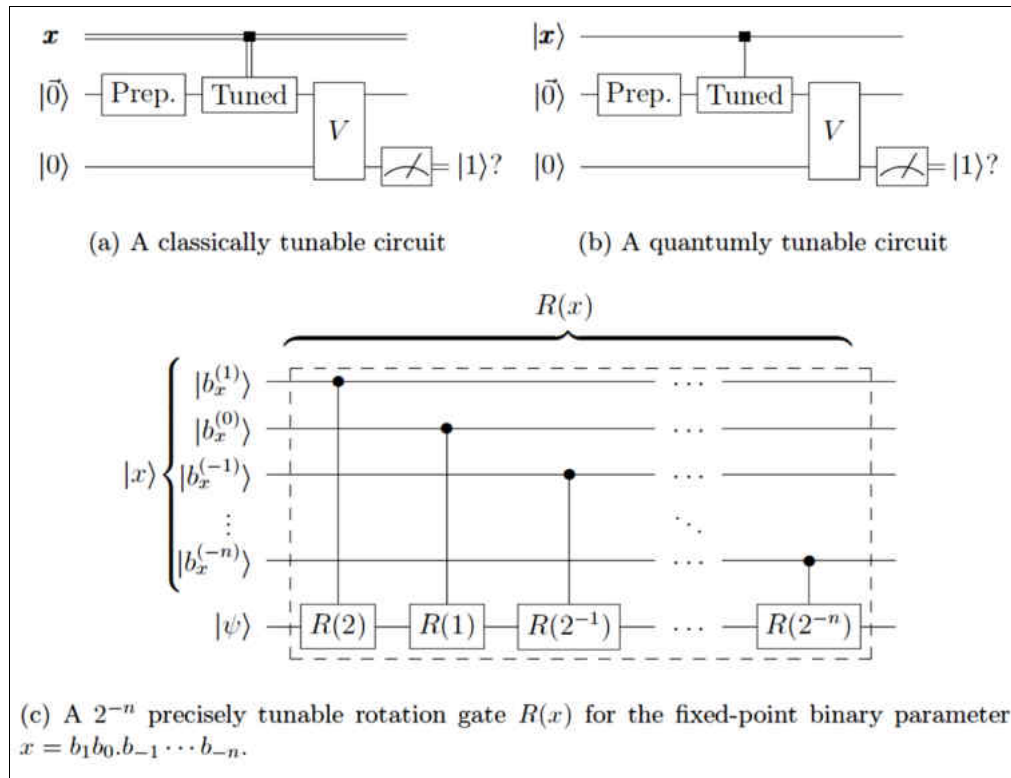 x |x⟩
|0⃗⟩ Prep. Tuned |0⃗⟩ Prep. Tuned
V V
|0⟩ |1⟩? |0⟩ |1⟩?
(a) A classically tunable circuit (b) A quantumly tunable circuit
R(x)
|b_x^{(1)}⟩ ···
|b_x^{(0)}⟩ ···
|x⟩ |b_x^{(-1)}⟩ ···
⋮ ⋱
|b_x^{(-n)}⟩ ···
|ψ⟩ R(2) R(1) R(2^{-1}) ··· R(2^{-n})
(c) A 2^{-n} precisely tunable rotation gate R(x) for the fixed-point binary parameter
x = b_1b_0.b_{-1} ··· b_{-n}.